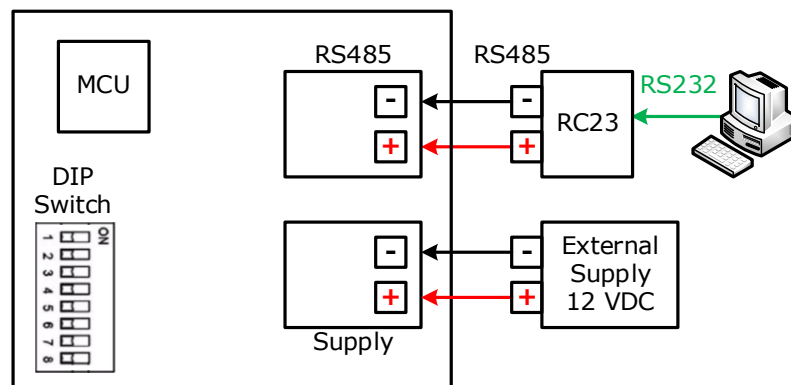 MCU
RS485
RS485
-
-
+
+
RC23
RS232
DIP
Switch
ON
1
2
3
4
5
6
7
8
-
-
+
+
External
Supply
12 VDC
Supply